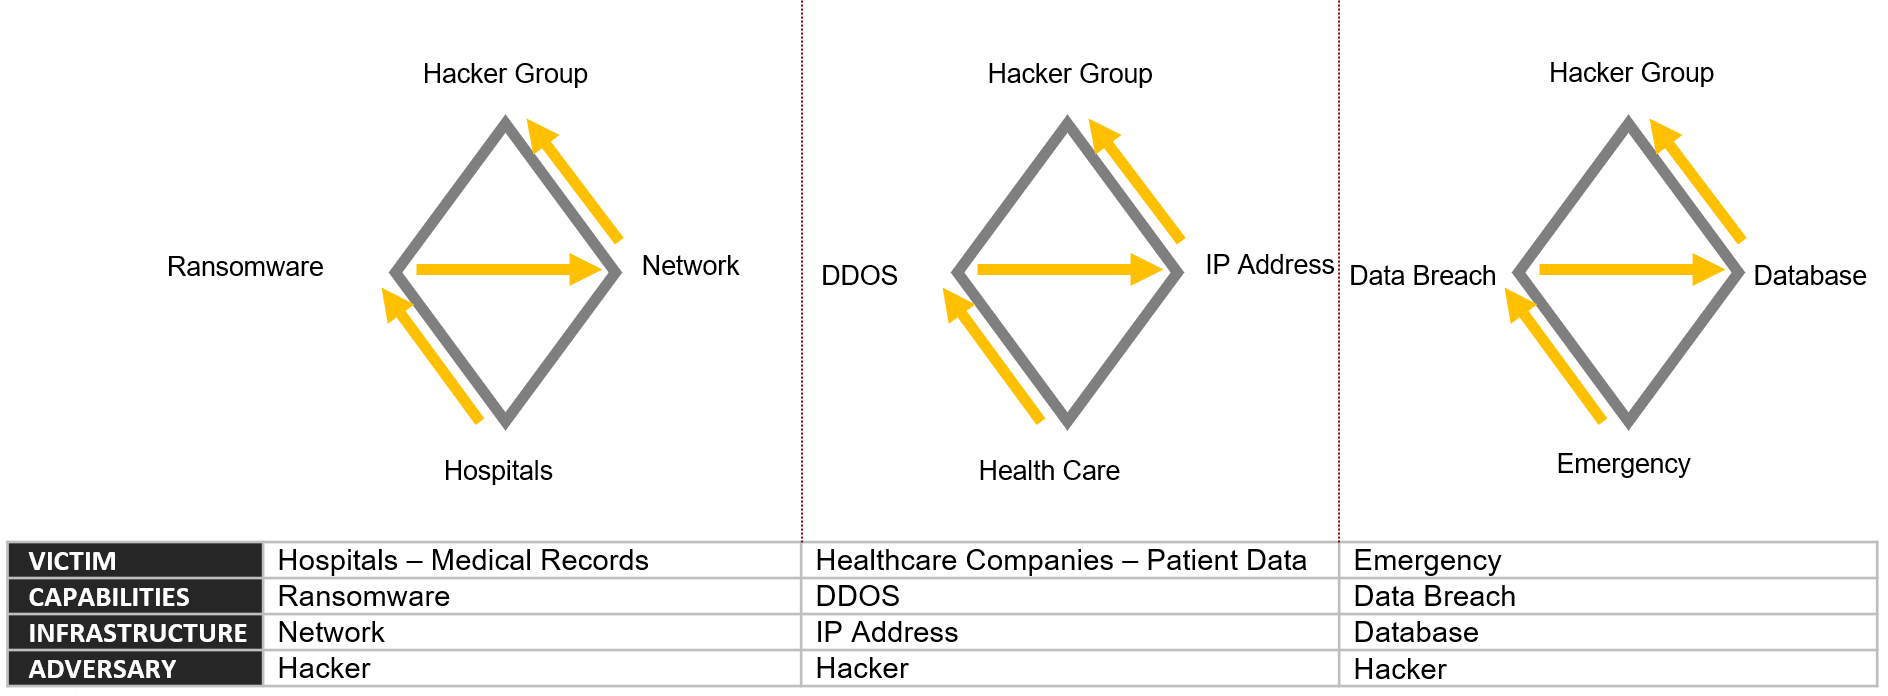 Hacker Group
Ransomware
Network
Hospitals
Hacker Group
DDOS
IP Address
Health Care
Hacker Group
Data Breach
Database
Emergency
VICTIM Hospitals – Medical Records Healthcare Companies – Patient Data Emergency
CAPABILITIES Ransomware DDOS Data Breach
INFRASTRUCTURE Network IP Address Database
ADVERSARY Hacker Hacker Hacker